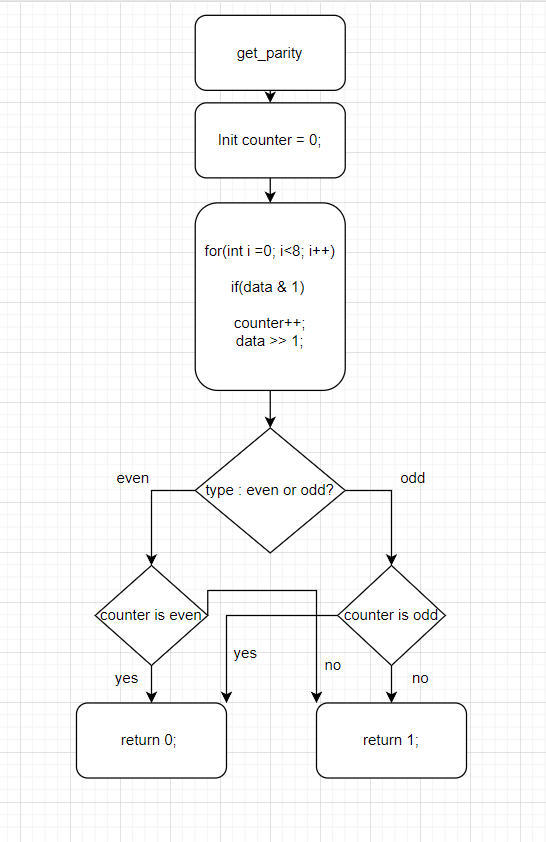 get_parity
Init counter = 0;
for(int i =0; i<8; i++)
if(data & 1)
counter++;
data >> 1;
even
odd
type : even or odd?
counter is even
counter is odd
yes
no
yes
no
return 0;
return 1;